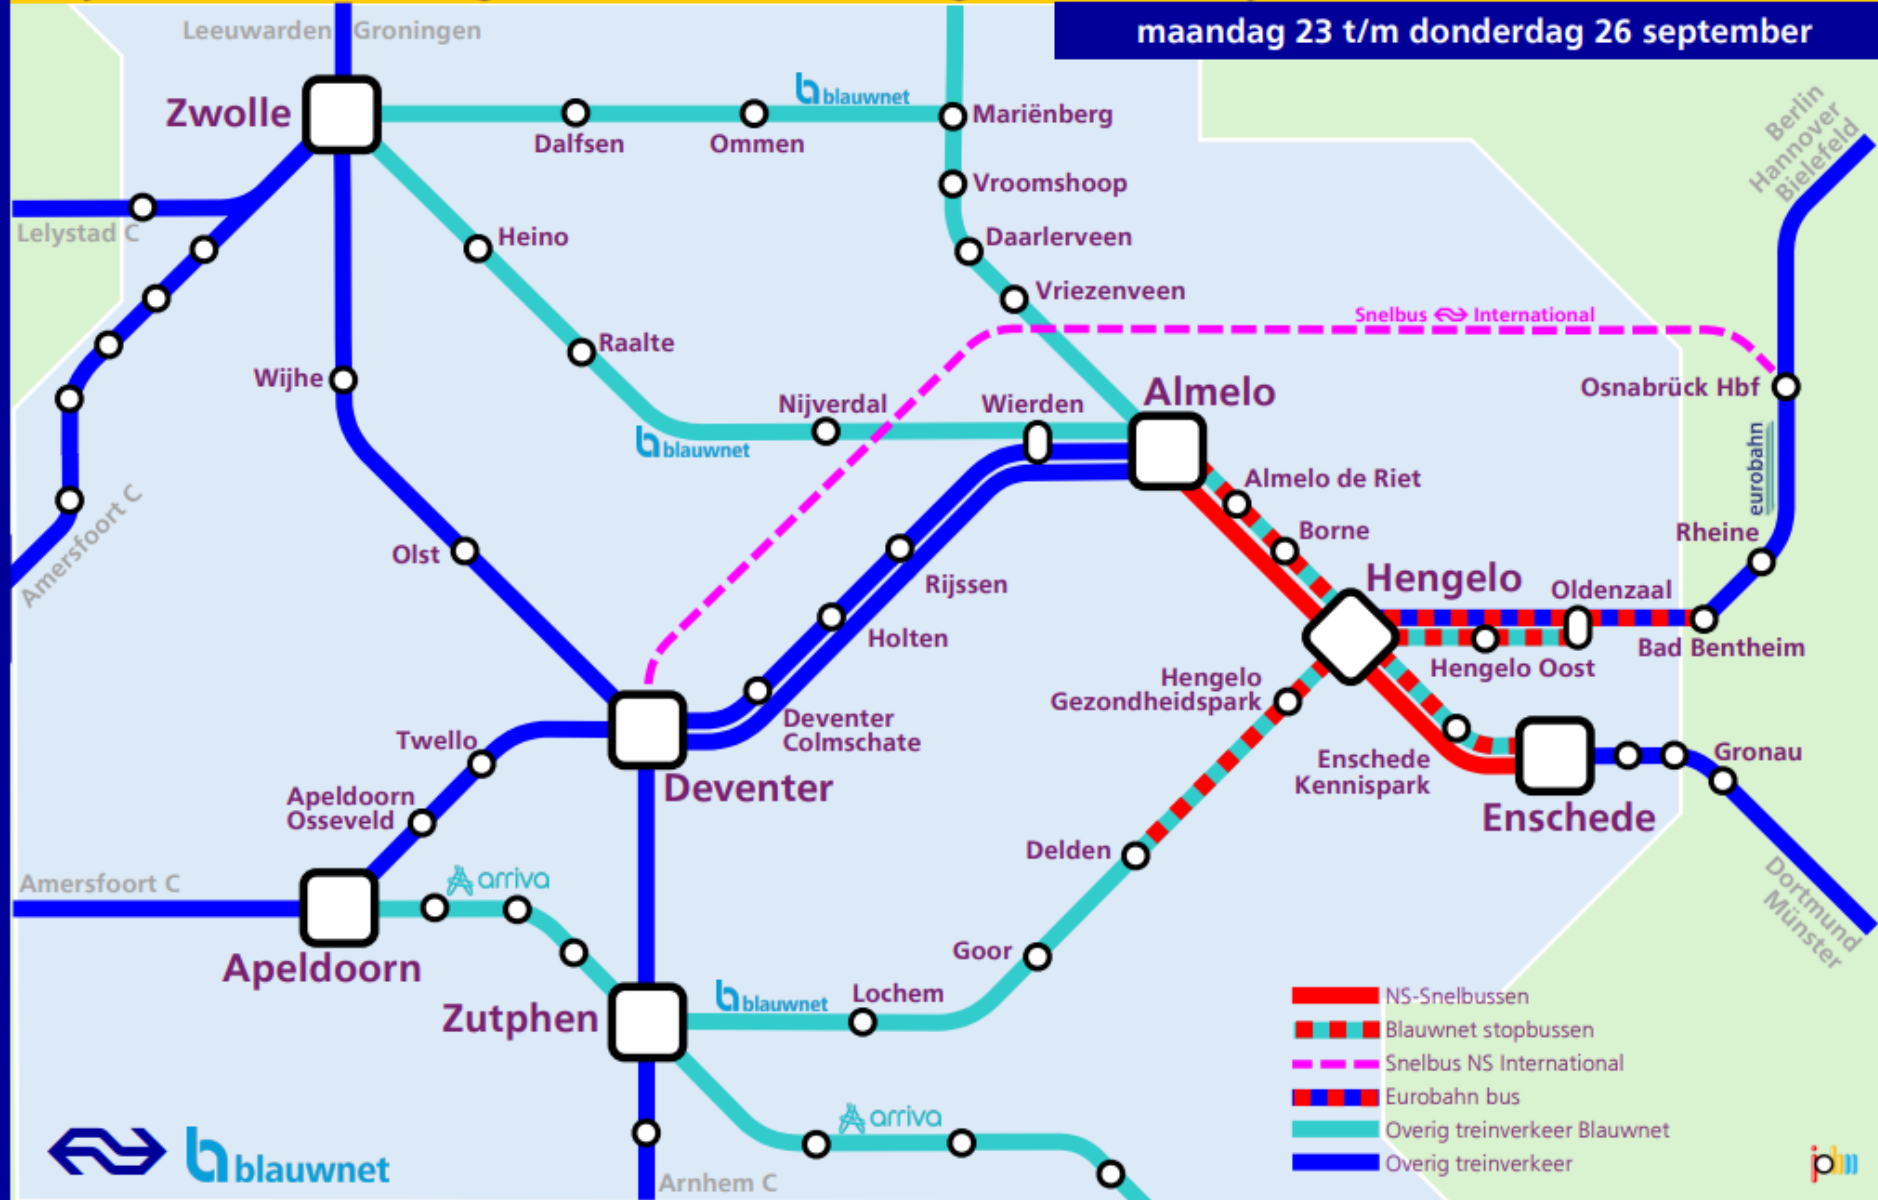 maandag 23 t/m donderdag 26 september
Leeuwarden Groningen
Zwolle
blauwnet
Dalfsen
Ommen
Mariënberg
Vroomshoop
Daarlerveen
Vriezenveen
Berlin
Hannover
Bielefeld
Lelystad C
Heino
Raalte
Snelbus International
Wijhe
Nijverdal
Wierden
Almelo
Osnabrück Hbf
blauwnet
eurobahn
Almelo de Riet
Borne
Amersfoort C
Olst
Rijssen
Rheine
Hengelo
Oldenzaal
Holten
Hengelo Oost
Bad Bentheim
Hengelo
Gezondheidspark
Deventer
Colmschate
Twello
Deventer
Enschede
Kennispark
Gronau
Enschede
Apeldoorn
Osseveld
Delden
Amersfoort C
arriva
Dortmund
Münster
Apeldoorn
Goor
Zutphen
blauwnet
Lochem
NS-Snelbussen
Blauwnet stopbussen
Snelbus NS International
Eurobahn bus
Overig treinverkeer Blauwnet
Overig treinverkeer
arriva
blauwnet
Arnhem C